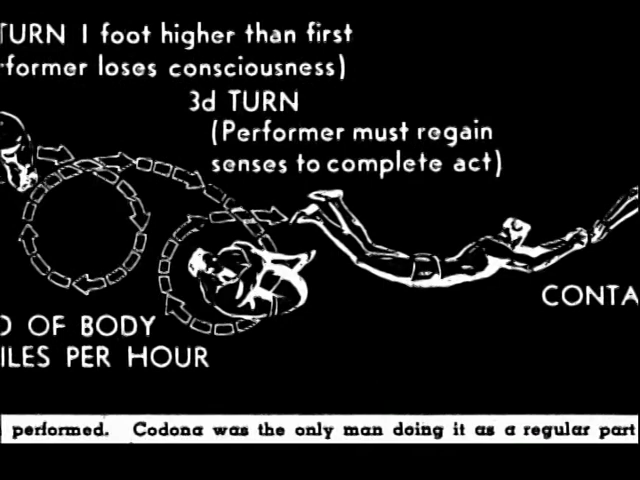 TURN 1 foot higher than first
rformer loses consciousness)
3d TURN
(Performer must regain
senses to complete act)
CONTA
D OF BODY
ILES PER HOUR
performed. Codona was the only man doing it as a regular part